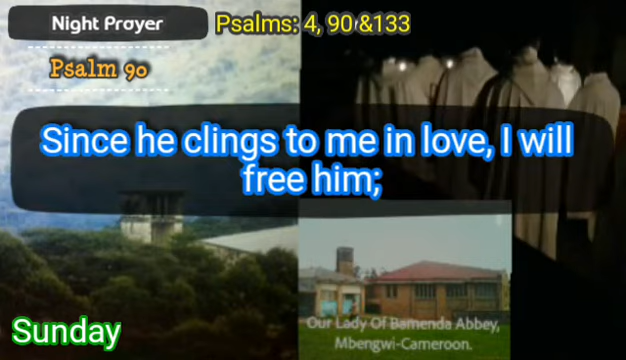 Night Prayer
Psalms: 4, 90 &133
Psalm 90
Since he clings to me in love, I will
free him;
Our Lady Of Bamenda Abbey,
Mbengwi-Cameroon.
Sunday